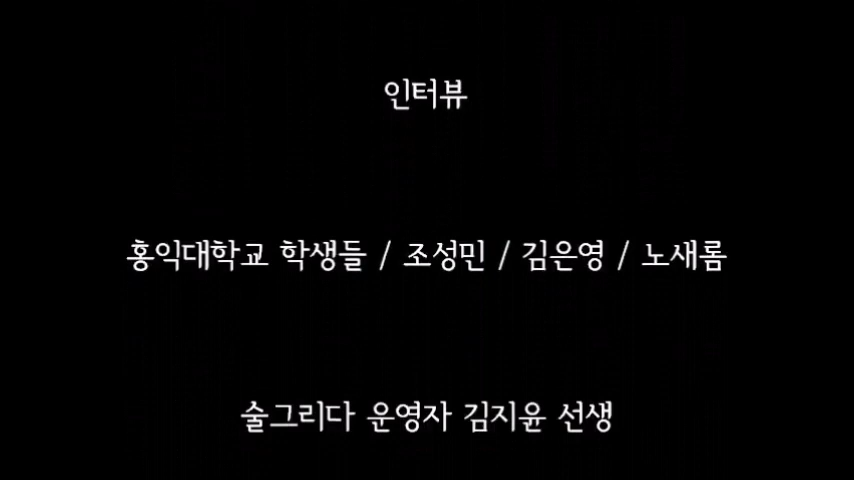 인터뷰
홍익대학교 학생들 / 조성민 / 김은영 / 노새롬
술그리다 운영자 김지윤 선생